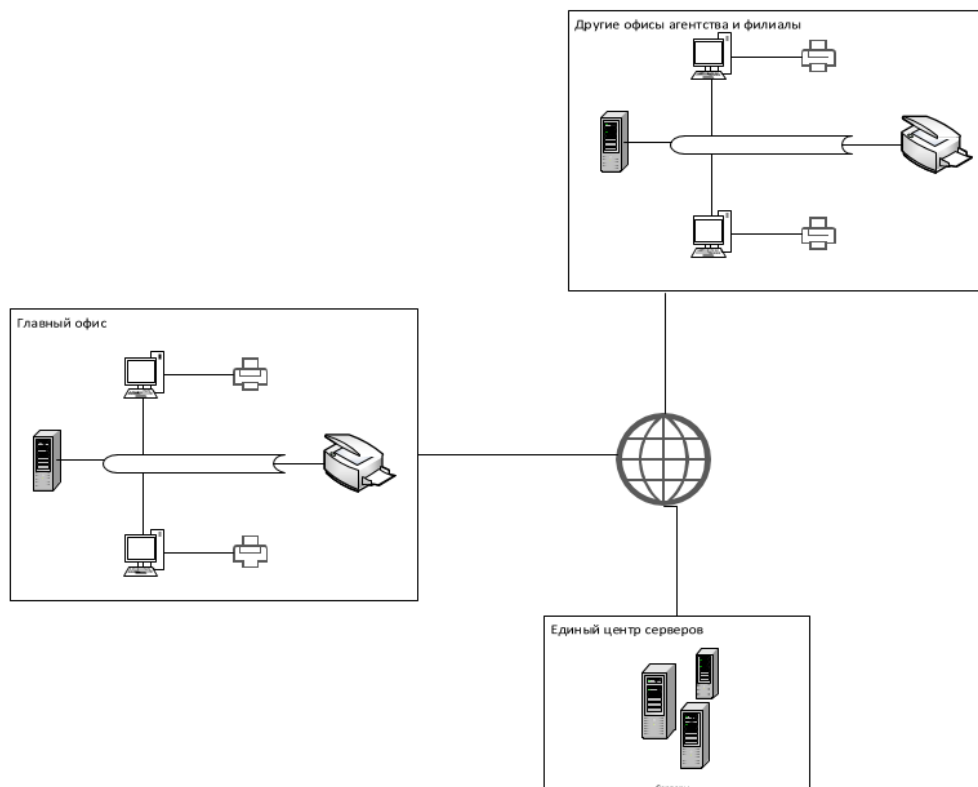 Другие офисы агентства и филиалы
Главный офис
Единый центр серверов